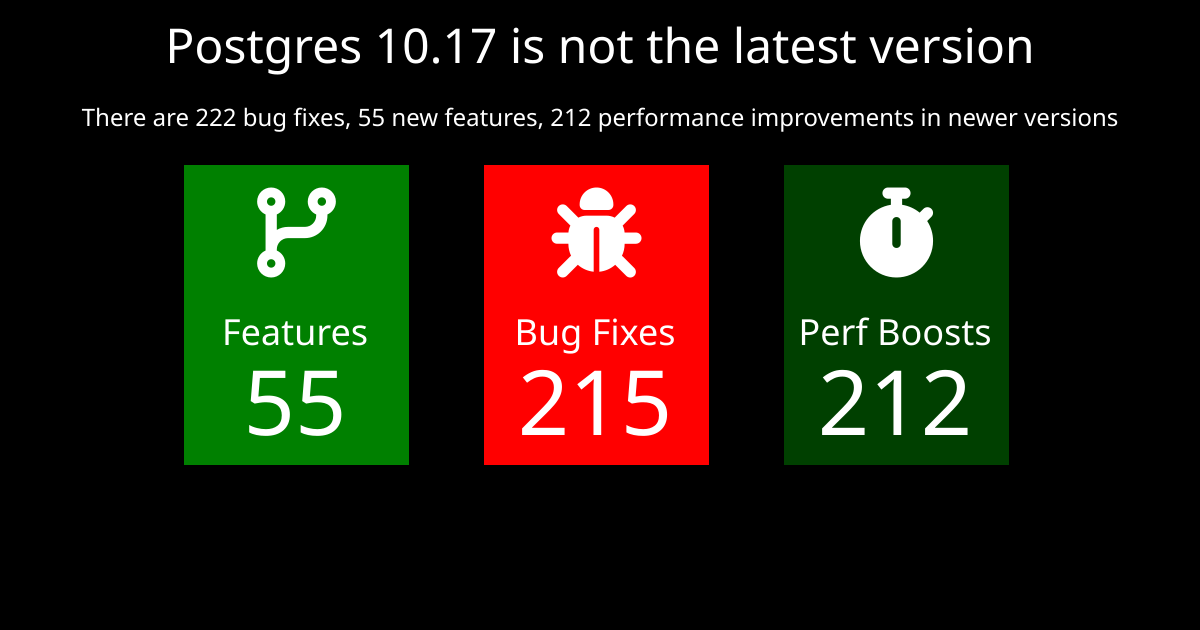 Postgres 10.17 is not the latest version
There are 222 bug fixes, 55 new features, 212 performance improvements in newer versions
Features
55
Bug Fixes
215
Perf Boosts
212